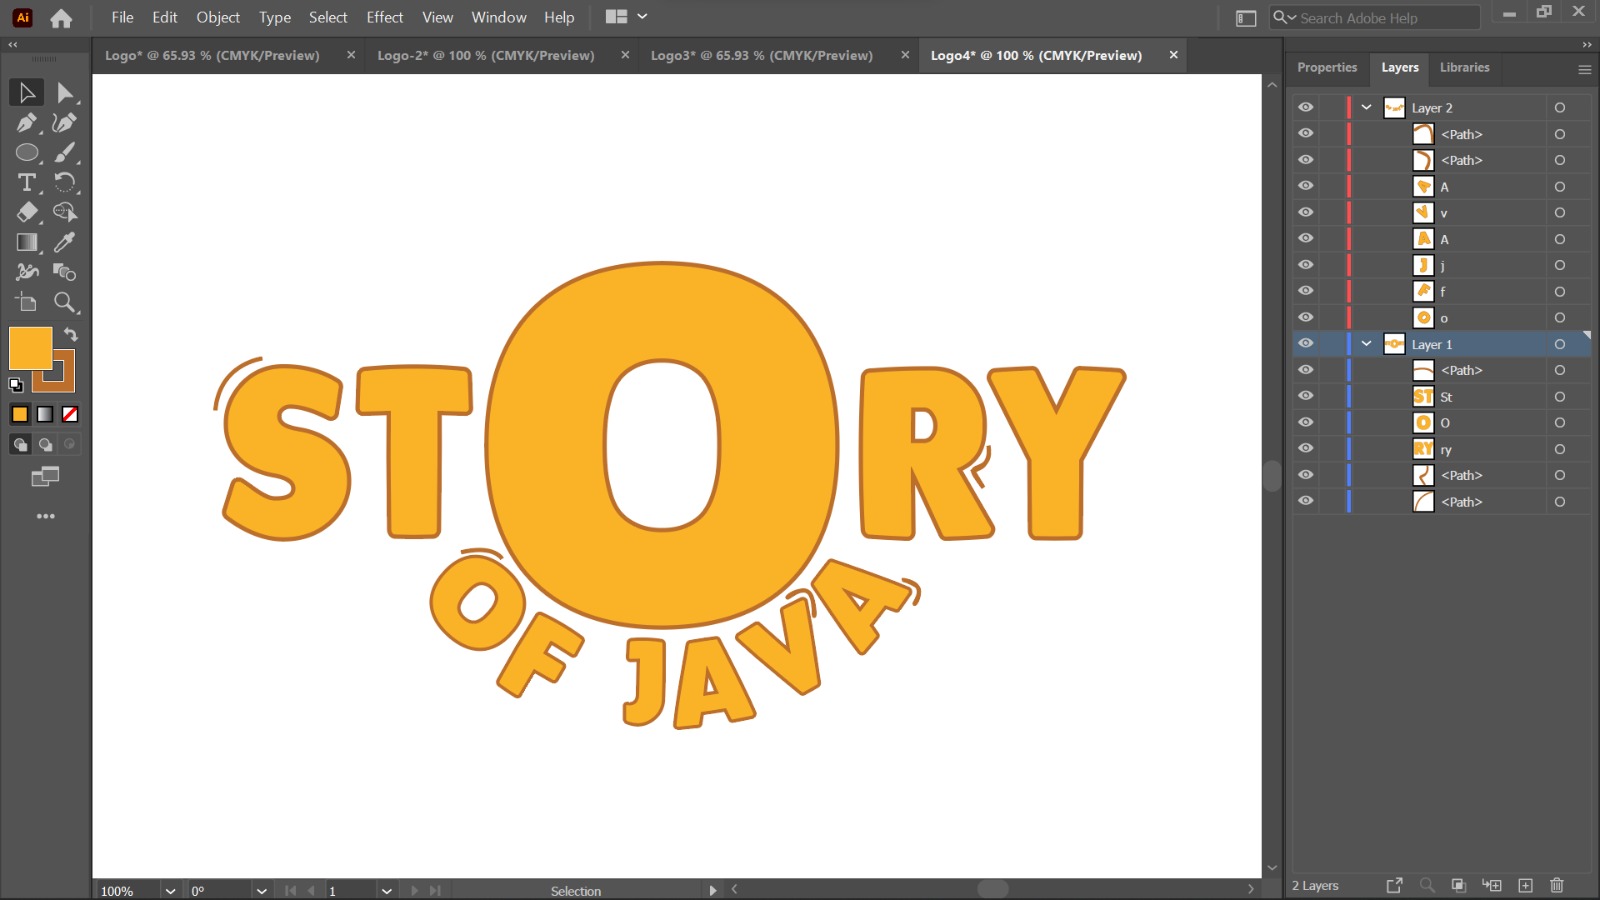 Ai File Edit Object Type Select Effect View Window Help Search Adobe Help
Logo* @ 65.93 % (CMYK/Preview) × Logo-2* @ 100 % (CMYK/Preview) × Logo3* @ 65.93 % (CMYK/Preview) × Logo4* @ 100 % (CMYK/Preview) ×
Properties Layers Libraries
Layer 2
<Path>
<Path>
A
v
A
j
f
o
Layer 1
<Path>
St
O
ry
<Path>
<Path>
STORY
OF JAVA
100% 0° 1 Selection
2 Layers